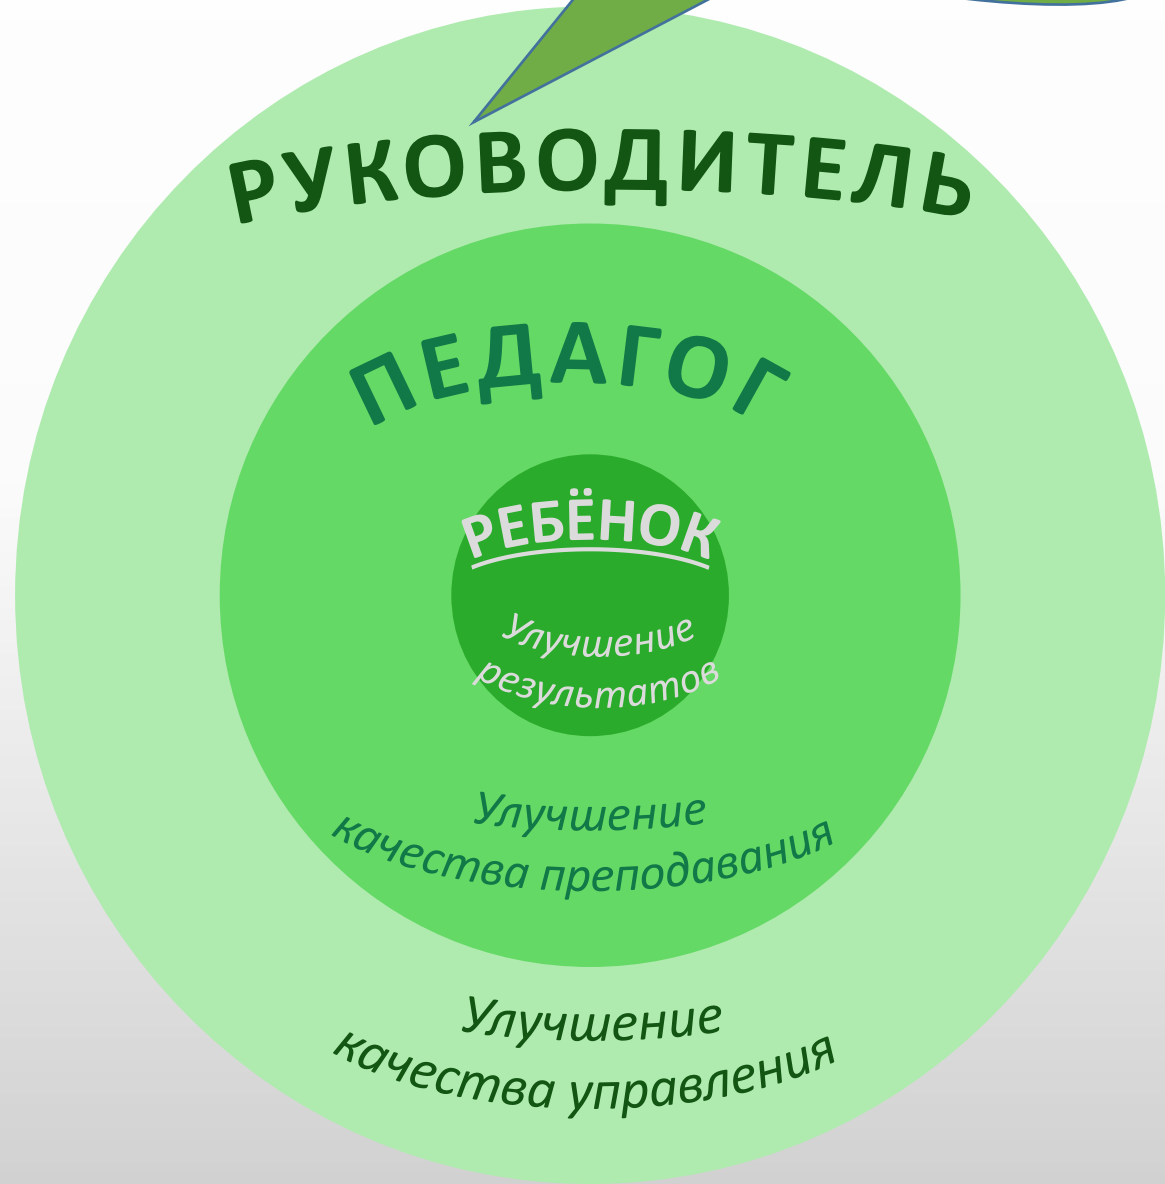 РУКОВОДИТЕЛЬ
ПЕДАГОГ
РЕБЁНОК
Улучшение
результатов
Улучшение
качества преподавания
Улучшение
качества управления